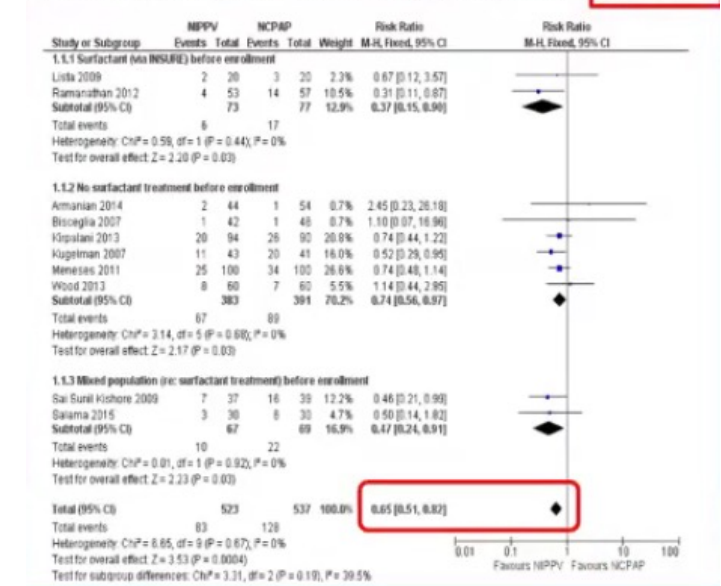 NIPPV NCPAP Risk Ratio Risk Ratio
Study or Subgroup Events Total Events Total Weight M-H, Fixed, 95% CI M-H, Fixed, 95% CI
1.1.1 Surfactant (via INSURE) before enrollment
Lista 2009 2 20 3 20 2.3% 0.67 [0.12, 3.57]
Ramanathan 2012 4 53 14 57 10.5% 0.31 [0.11, 0.87]
Subtotal (95% CI) 73 77 12.9% 0.37 [0.15, 0.90]
Total events 6 17
Heterogeneity: Chi² = 0.59, df = 1 (P = 0.44); I² = 0%
Test for overall effect: Z = 2.20 (P = 0.03)
1.1.2 No surfactant treatment before enrollment
Armanian 2014 2 44 1 54 0.7% 2.45 [0.23, 26.18]
Bisceglia 2007 1 42 1 46 0.7% 1.10 [0.07, 16.96]
Kirpalani 2013 20 94 26 90 20.8% 0.74 [0.44, 1.22]
Kugelman 2007 11 43 20 41 16.0% 0.52 [0.29, 0.95]
Meneses 2011 25 100 34 100 26.6% 0.74 [0.48, 1.14]
Wood 2013 8 60 7 60 5.5% 1.14 [0.44, 2.95]
Subtotal (95% CI) 383 391 70.2% 0.74 [0.56, 0.97]
Total events 67 89
Heterogeneity: Chi² = 3.14, df = 5 (P = 0.68); I² = 0%
Test for overall effect: Z = 2.17 (P = 0.03)
1.1.3 Mixed population (re: surfactant treatment) before enrollment
Sai Sunil Kishore 2009 7 37 16 39 12.2% 0.46 [0.21, 0.99]
Salama 2015 3 30 6 30 4.7% 0.50 [0.14, 1.82]
Subtotal (95% CI) 67 69 16.9% 0.47 [0.24, 0.91]
Total events 10 22
Heterogeneity: Chi² = 0.01, df = 1 (P = 0.92); I² = 0%
Test for overall effect: Z = 2.23 (P = 0.03)
Total (95% CI) 523 537 100.0% 0.65 [0.51, 0.82]
Total events 83 128
Heterogeneity: Chi² = 6.65, df = 9 (P = 0.67); I² = 0%
Test for overall effect: Z = 3.53 (P = 0.0004)
Test for subgroup differences: Chi² = 3.31, df = 2 (P = 0.19), I² = 39.5%
0.01 0.1 1 10 100
Favours NIPPV Favours NCPAP